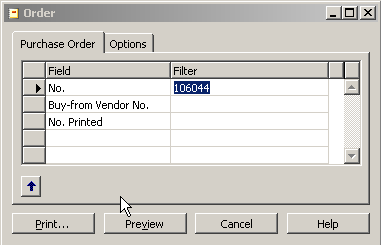 Order
Purchase Order Options
Field Filter
No. 106044
Buy-from Vendor No.
No. Printed
Print... Preview Cancel Help